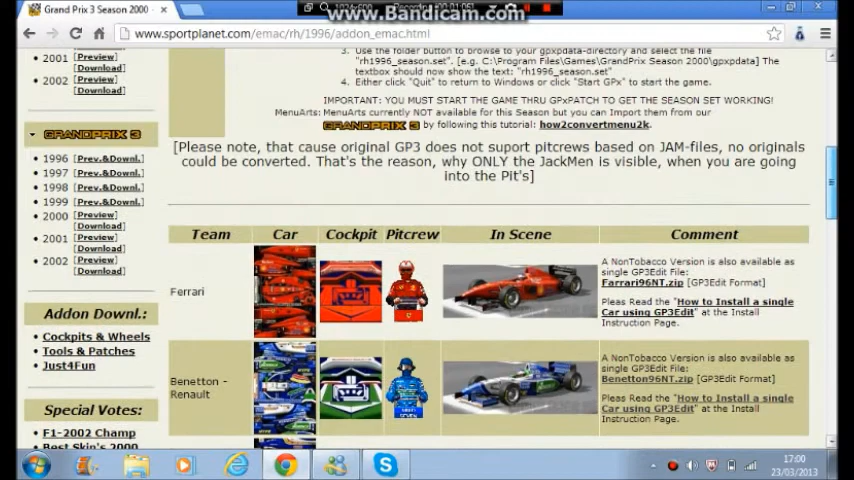 1024x600
Recording [00:01:06]
www.Bandicam.com
Grand Prix 3 Season 2000
www.sportplanet.com/emac/rh/1996/addon_emac.html
2001 [Preview]
[Download]
2002 [Preview]
[Download]
GRANDPRIX 3
1996 [Prev.&Downl.]
1997 [Prev.&Downl.]
1998 [Prev.&Downl.]
1999 [Prev.&Downl.]
2000 [Preview]
[Download]
2001 [Preview]
[Download]
2002 [Preview]
[Download]
Addon Downl.:
Cockpits & Wheels
Tools & Patches
Just4Fun
Special Votes:
F1-2002 Champ
Best Skin's 2000
3. Use the folder button to browse to your gpxpdata-directory and select the file
"rh1996_season.set". [e.g. C:\Program Files\Games\GrandPrix Season 2000\gpxpdata] The
textbox should now show the text: "rh1996_season.set"
4. Either click "Quit" to return to Windows or click "Start GPx" to start the game.
IMPORTANT: YOU MUST START THE GAME THRU GPxPATCH TO GET THE SEASON SET WORKING!
MenuArts: MenuArts currently NOT available for this Season but you can Import them from our
GRANDPRIX 3 by following this tutorial: how2convertmenu2k.
[Please note, that cause original GP3 does not suport pitcrews based on JAM-files, no originals
could be converted. That's the reason, why ONLY the JackMen is visible, when you are going
into the Pit's]
Team Car Cockpit Pitcrew In Scene Comment
Ferrari
A NonTobacco Version is also available as
single GP3Edit File:
Farrari96NT.zip [GP3Edit Format]
Pleas Read the "How to Install a single
Car using GP3Edit" at the Install
Instruction Page.
Benetton -
Renault
A NonTobacco Version is also available as
single GP3Edit File:
Benetton96NT.zip [GP3Edit Format]
Pleas Read the "How to Install a single
Car using GP3Edit" at the Install
Instruction Page.
17:00
23/03/2013